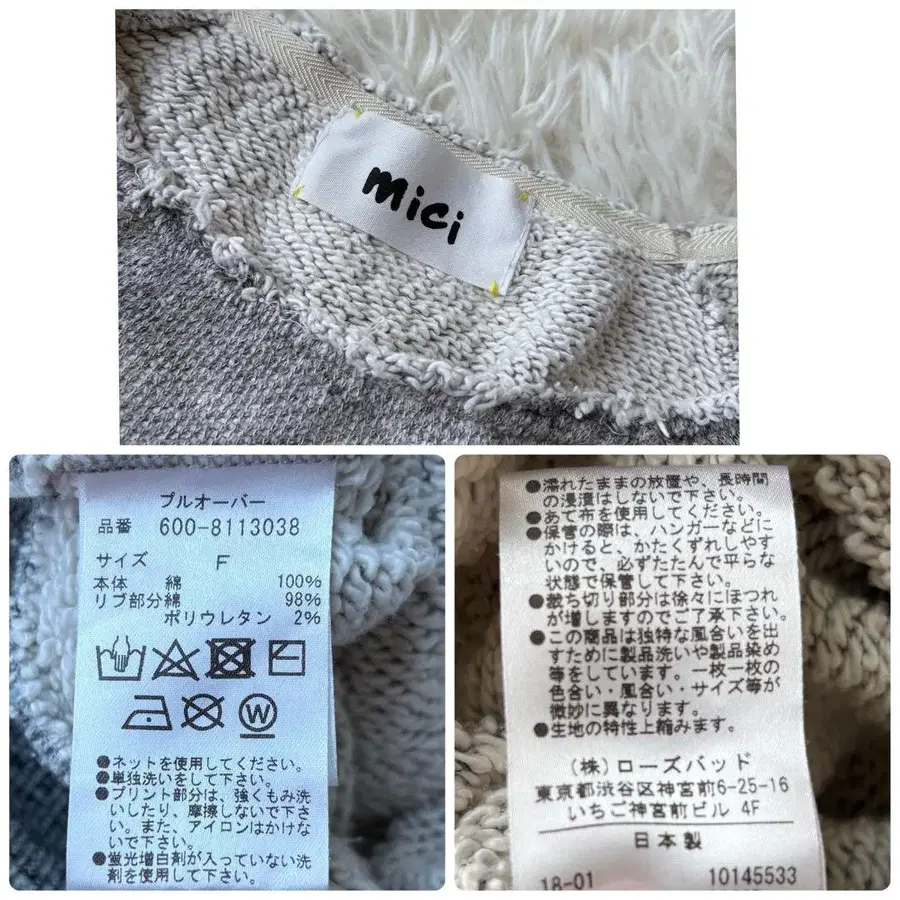 mici
プルオーバー
品番 600-8113038
サイズ F
本体 綿 100%
リブ部分綿 98%
ポリウレタン 2%
W
●ネットを使用してください。
●単独洗いをして下さい。
●プリント部分は、強くもみ洗
いしたり、摩擦しないで下さ
い。また、アイロンはかけな
いで下さい。
●蛍光増白剤が入っていない洗
剤を使用して下さい。
●濡れたままの放置や、長時間
の浸漬はしないで下さい。
●あて布を使用してください。
●保管の際は、ハンガーなどに
かけると、かたくずれしやす
いので、必ずたたんで平らな
状態で保管して下さい。
●裁ち切り部分は徐々にほつれ
が増しますのでご了承下さい。
●この商品は独特な風合いを出
すために製品洗いや製品染め
等をしています。一枚一枚の
色合い・風合い・サイズ等が
微妙に異なります。
●生地の特性上縮みます。
(株)ローズバッド
東京都渋谷区神宮前6-25-16
いちご神宮前ビル 4F
日本製
18-01 10145533